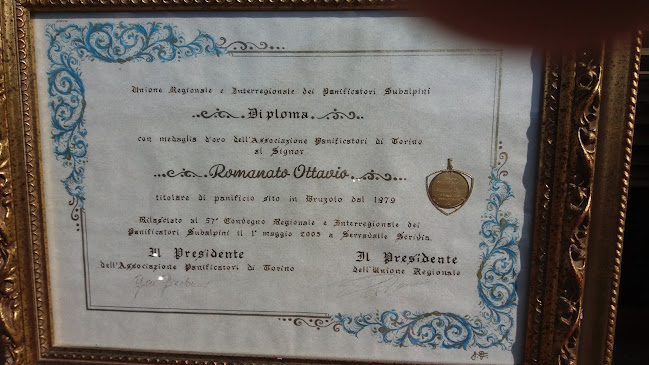 Unione Regionale e Interregionale dei Panificatori Subalpini
Diploma
con medaglia d'oro dell'Associazione Panificatori di Torino
al Signor
Romanato Ottavio
titolare di panificio sito in Bruzolo dal 1979
Rilasciato al 57° Convegno Regionale e Interregionale dei
Panificatori Subalpini il 1° maggio 2005 a Serravalle Scrivia.
Il Presidente
dell'Associazione Panificatori di Torino
Il Presidente
dell'Unione Regionale